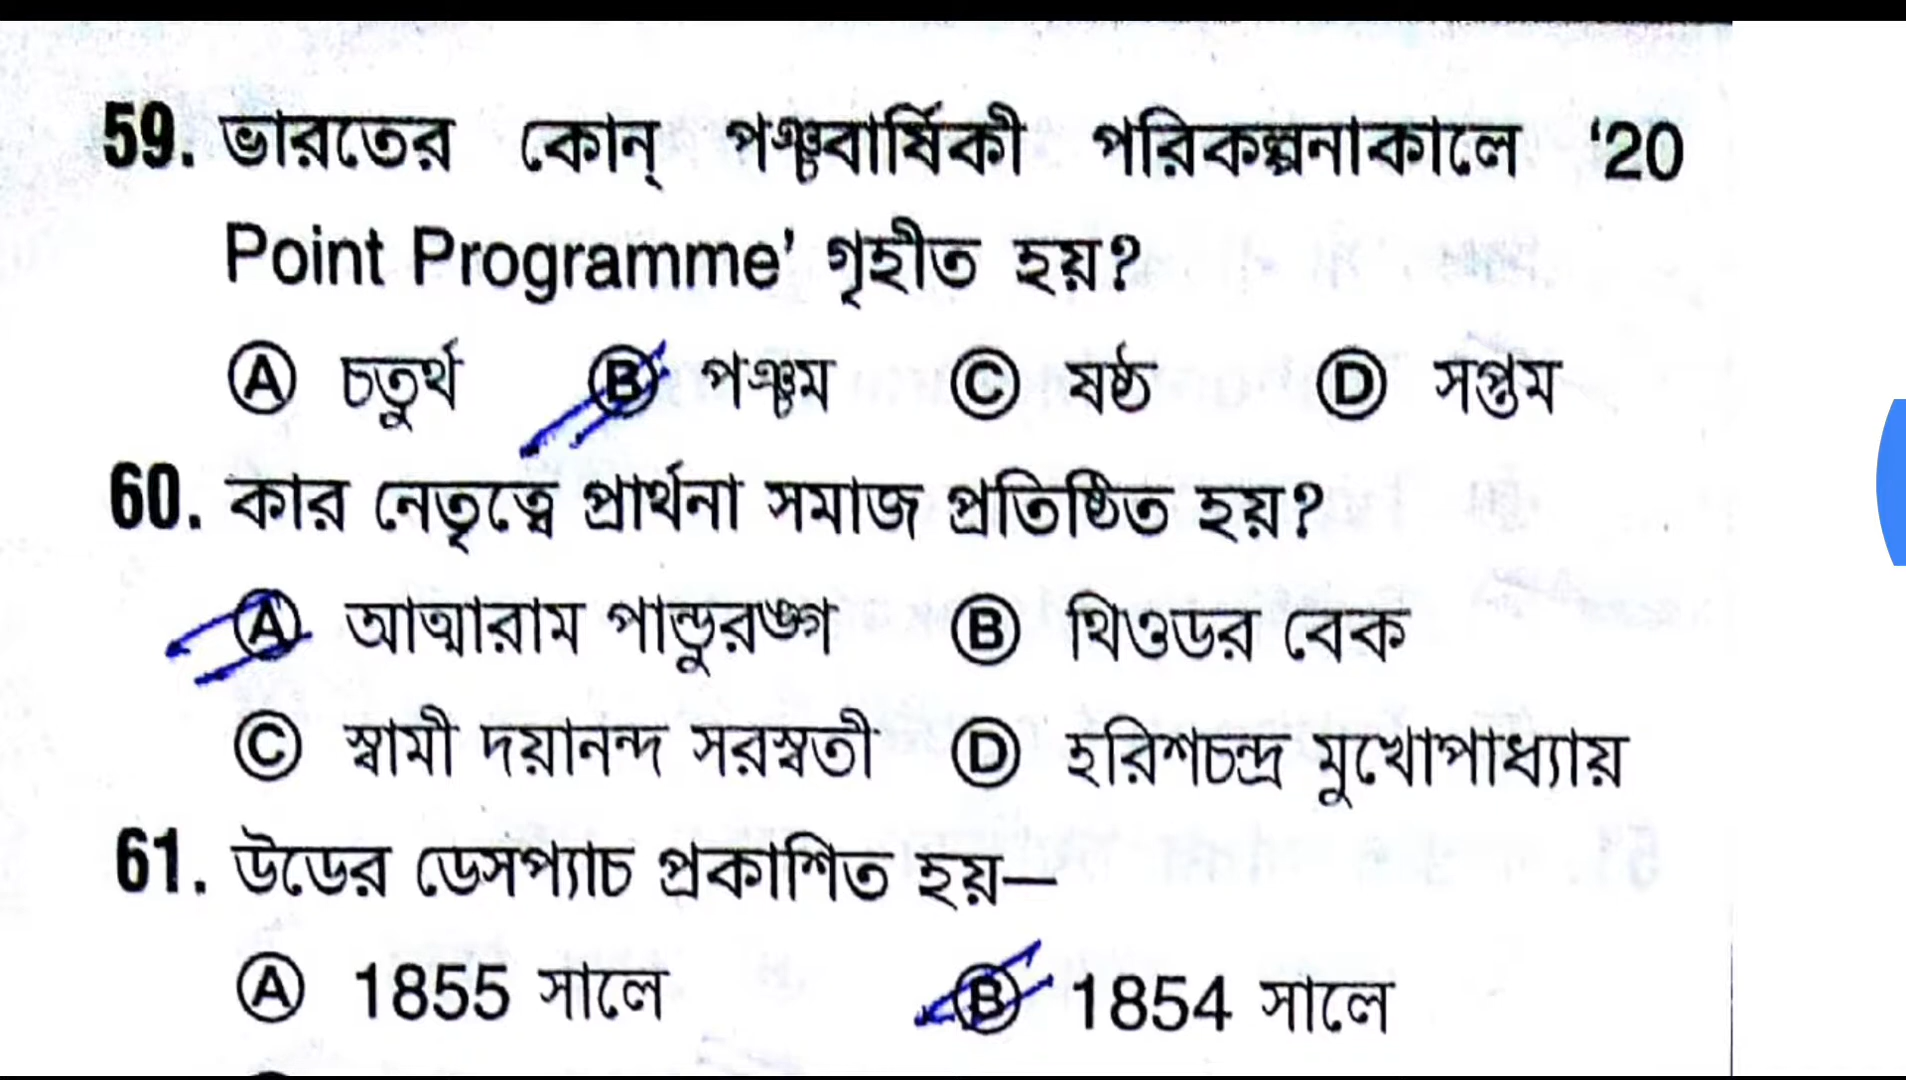 59. ভারতের কোন্ পঞ্চবার্ষিকী পরিকল্পনাকালে '20
Point Programme' গৃহীত হয়?
Ⓐ চতুর্থ Ⓑ পঞ্চম Ⓒ ষষ্ঠ Ⓓ সপ্তম
60. কার নেতৃত্বে প্রার্থনা সমাজ প্রতিষ্ঠিত হয়?
Ⓐ আত্মারাম পান্ডুরঙ্গ Ⓑ থিওডর বেক
Ⓒ স্বামী দয়ানন্দ সরস্বতী Ⓓ হরিশচন্দ্র মুখোপাধ্যায়
61. উডের ডেসপ্যাচ প্রকাশিত হয়—
Ⓐ 1855 সালে Ⓑ 1854 সালে